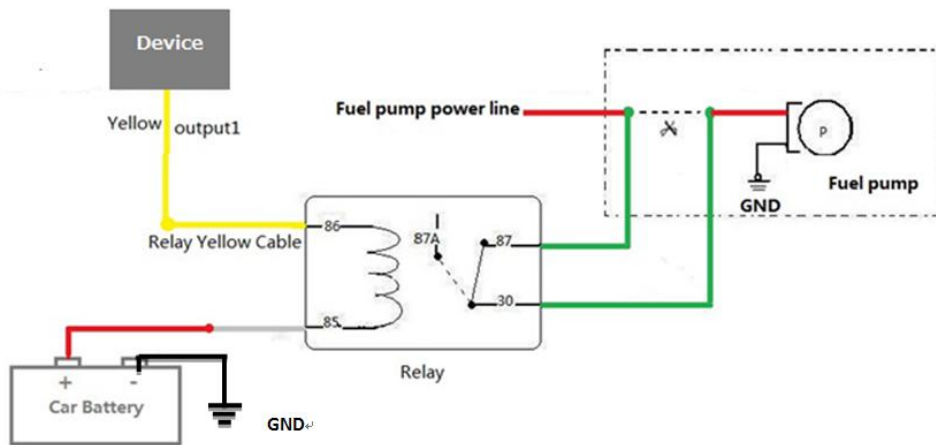 Device
Yellow output1
Fuel pump power line
P
Fuel pump
GND
Relay Yellow Cable
86
87A
87
85
30
Relay
+ -
Car Battery
GND